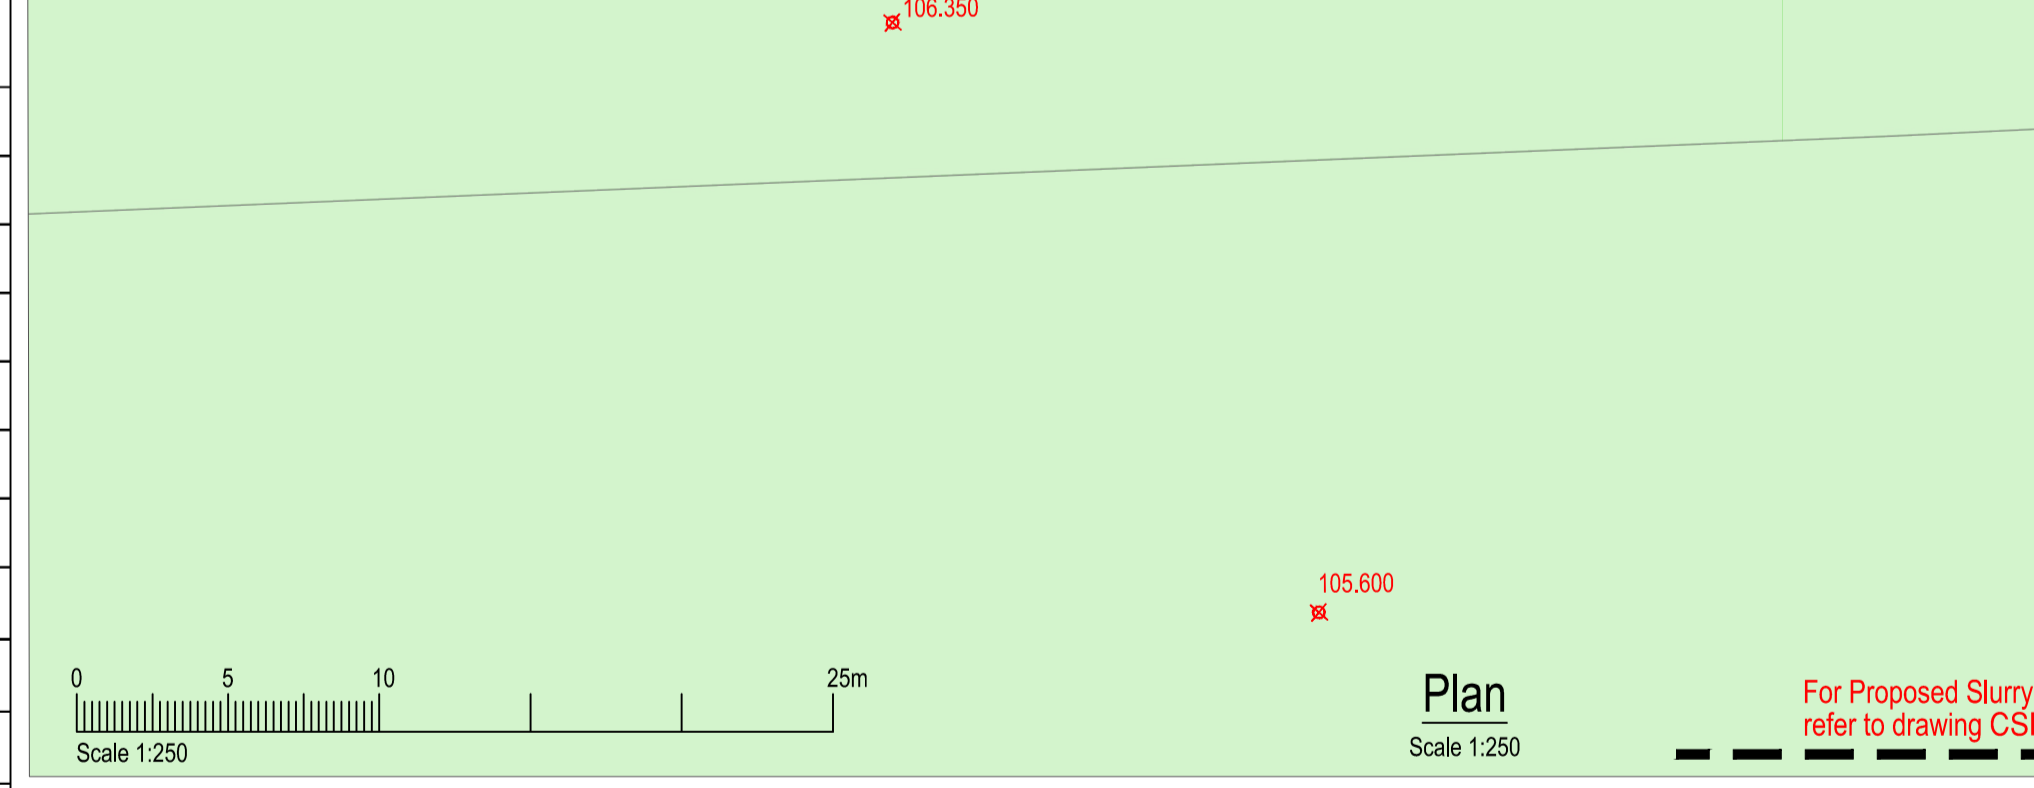 106.350
105.600
0 5 10 25m
Scale 1:250
Plan
Scale 1:250
For Proposed Slurry
refer to drawing